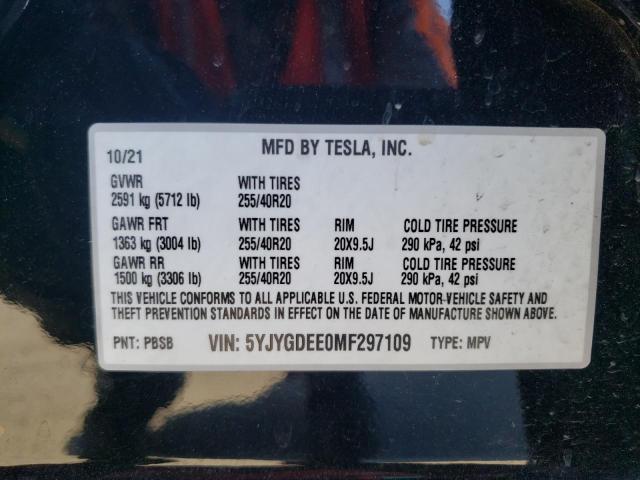 MFD BY TESLA, INC.
10/21
GVWR WITH TIRES
2591 kg (5712 lb) 255/40R20
GAWR FRT WITH TIRES RIM COLD TIRE PRESSURE
1363 kg (3004 lb) 255/40R20 20X9.5J 290 kPa, 42 psi
GAWR RR WITH TIRES RIM COLD TIRE PRESSURE
1500 kg (3306 lb) 255/40R20 20X9.5J 290 kPa, 42 psi
THIS VEHICLE CONFORMS TO ALL APPLICABLE U.S. FEDERAL MOTOR VEHICLE SAFETY AND
THEFT PREVENTION STANDARDS IN EFFECT ON THE DATE OF MANUFACTURE SHOWN ABOVE.
PNT: PBSB VIN: 5YJYGDEE0MF297109 TYPE: MPV